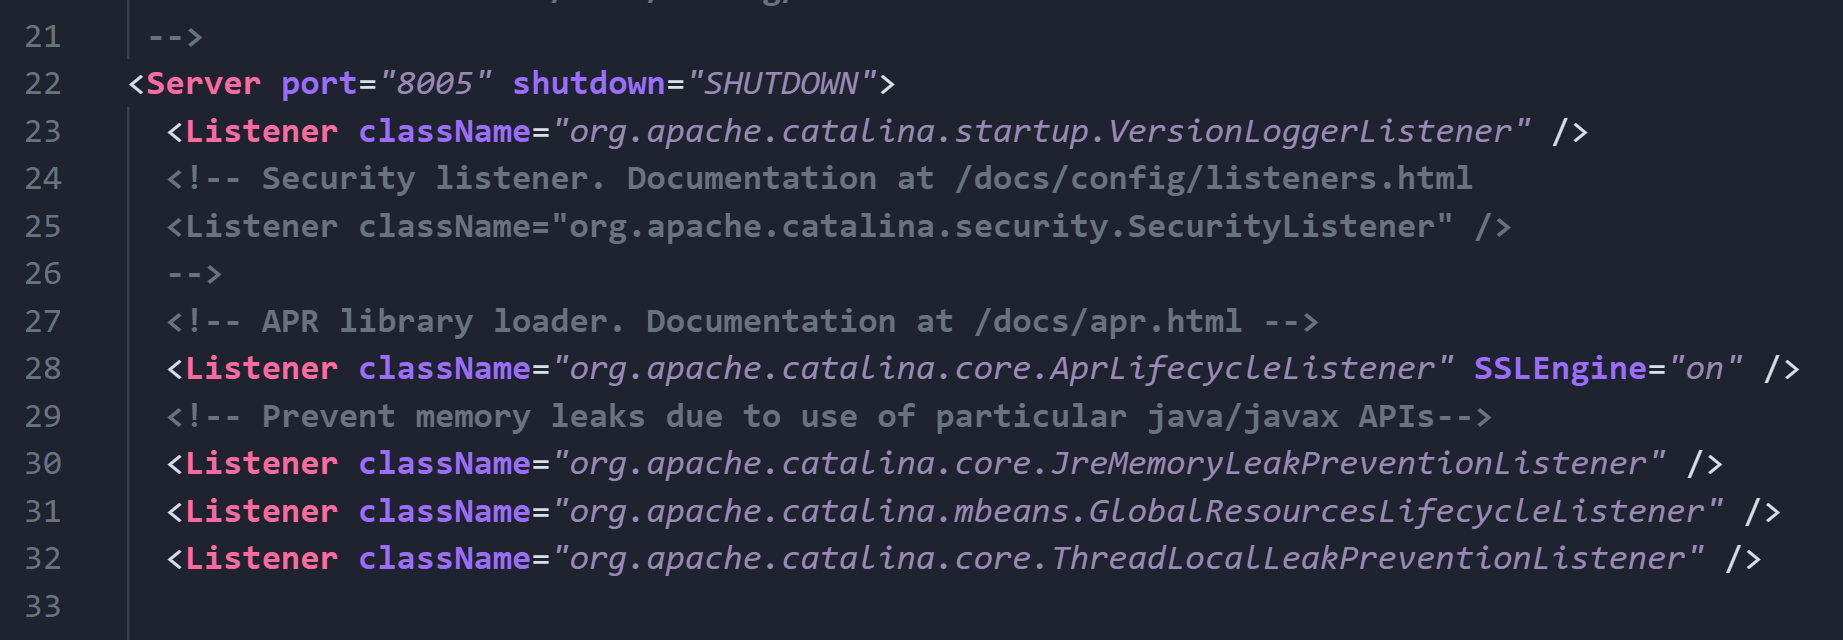 21 -->
22 <Server port="8005" shutdown="SHUTDOWN">
23 <Listener className="org.apache.catalina.startup.VersionLoggerListener" />
24 <!-- Security listener. Documentation at /docs/config/listeners.html
25 <Listener className="org.apache.catalina.security.SecurityListener" />
26 -->
27 <!-- APR library loader. Documentation at /docs/apr.html -->
28 <Listener className="org.apache.catalina.core.AprLifecycleListener" SSLEngine="on" />
29 <!-- Prevent memory leaks due to use of particular java/javax APIs-->
30 <Listener className="org.apache.catalina.core.JreMemoryLeakPreventionListener" />
31 <Listener className="org.apache.catalina.mbeans.GlobalResourcesLifecycleListener" />
32 <Listener className="org.apache.catalina.core.ThreadLocalLeakPreventionListener" />
33